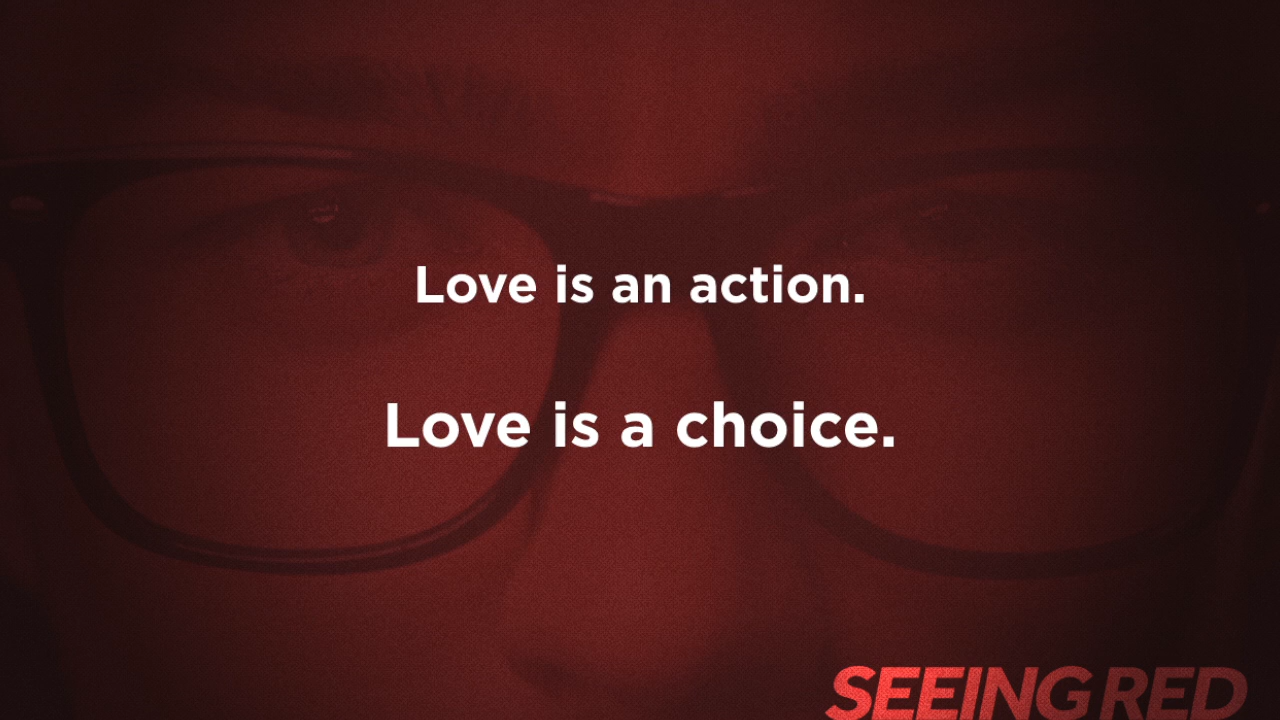 Love is an action.
Love is a choice.
SEEING RED